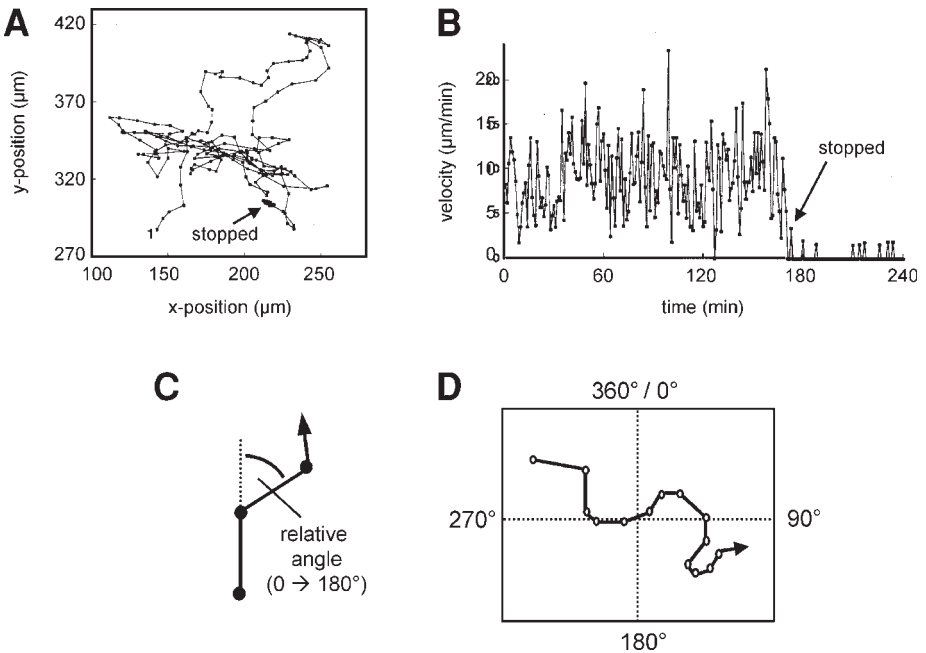 A
420
370
320
270
y-position (µm)
1
stopped
100
150
200
250
x-position (µm)
B
20
15
10
5
0
velocity (µm/min)
stopped
0
60
120
180
240
time (min)
C
relative
angle
(0 → 180°)
D
360° / 0°
270°
90°
180°